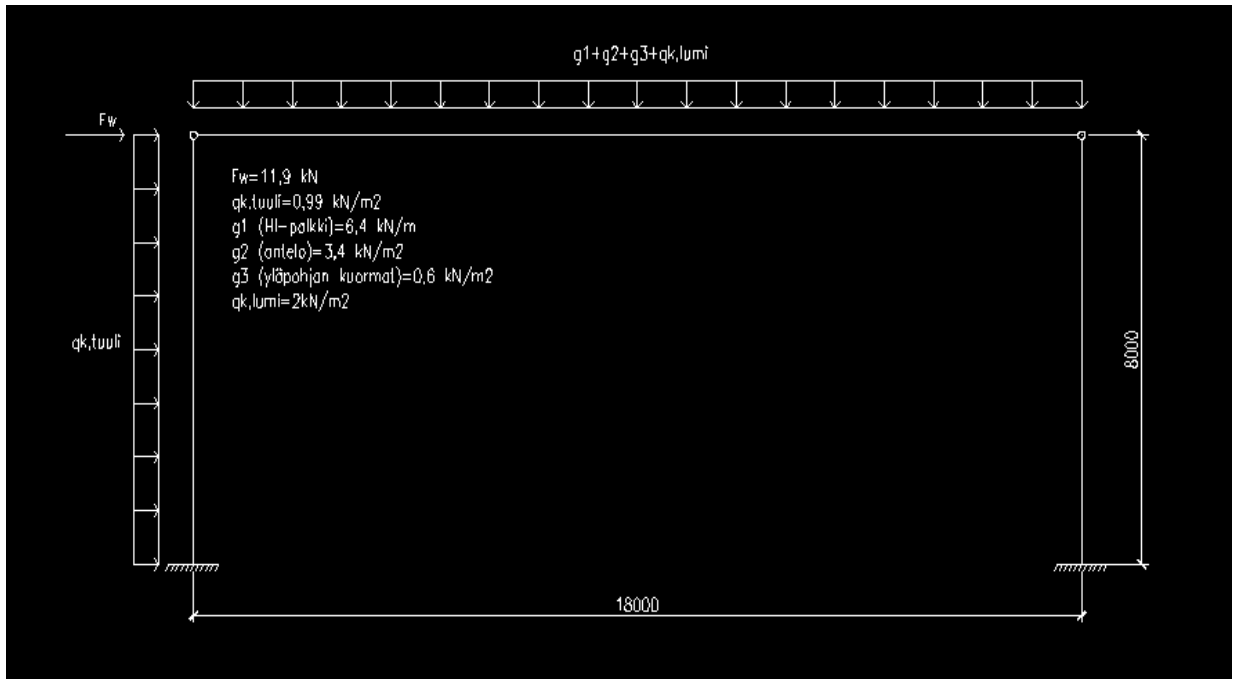 g1+g2+g3+qk,lumi
Fw
Fw=11,9 kN
qk,tuuli=0,99 kN/m2
g1 (HI-palkki)=6,4 kN/m
g2 (ontelo)=3,4 kN/m2
g3 (yläpohjan kuormat)=0,6 kN/m2
qk,lumi=2kN/m2
qk,tuuli
8000
18000